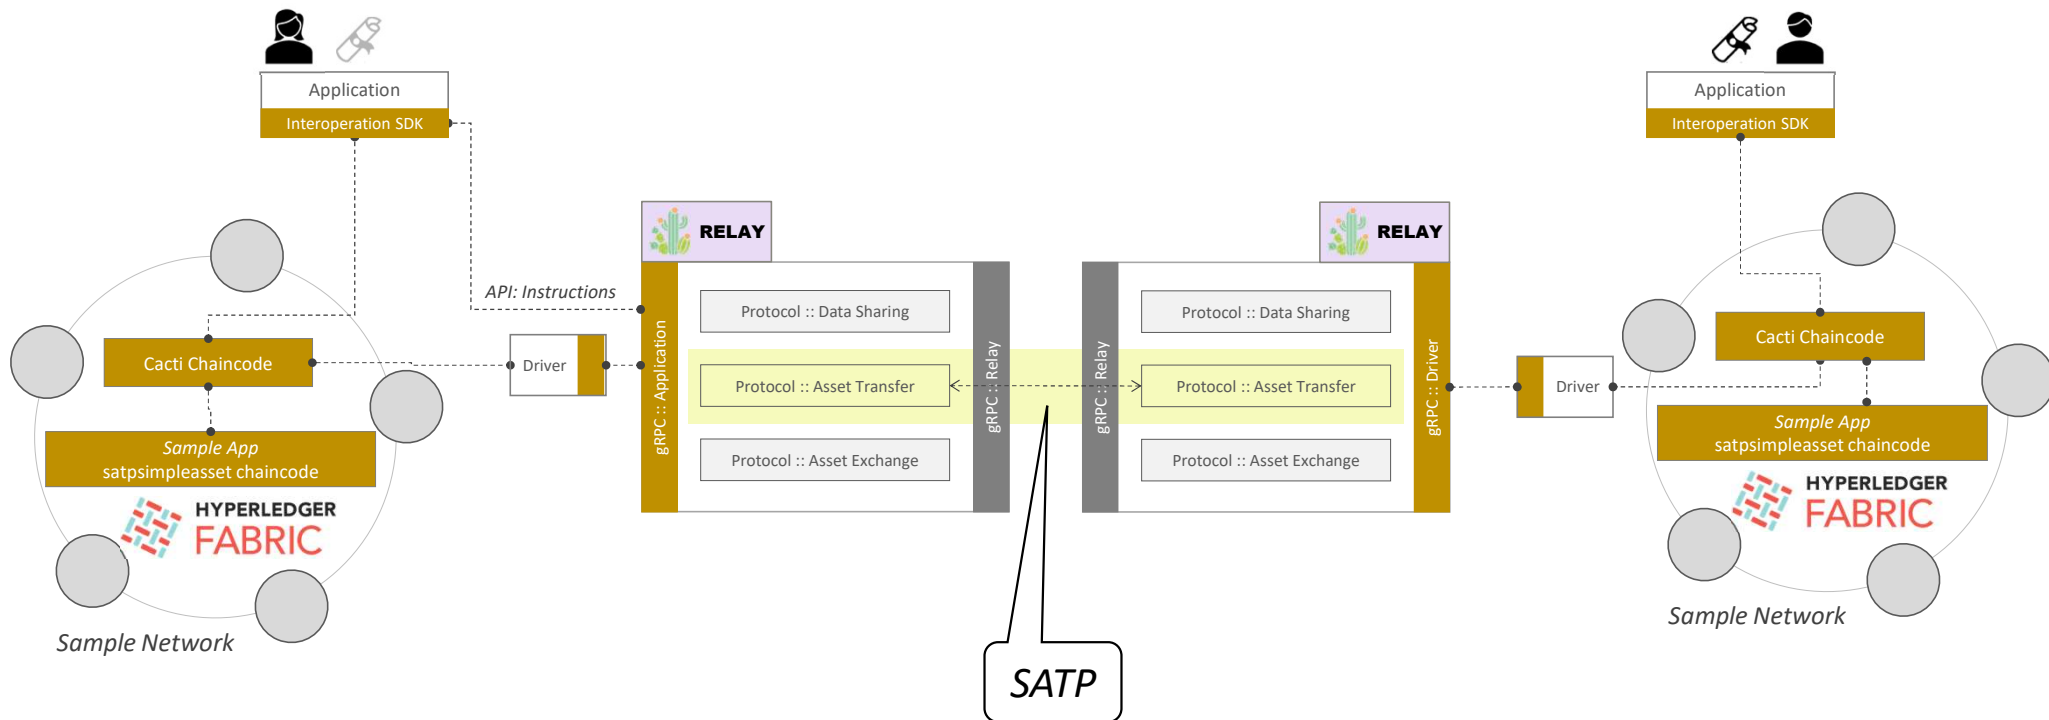 Application
Interoperation SDK
Application
Interoperation SDK
RELAY
RELAY
API: Instructions
gRPC :: Application
Protocol :: Data Sharing
Protocol :: Asset Transfer
Protocol :: Asset Exchange
gRPC :: Relay
gRPC :: Relay
Protocol :: Data Sharing
Protocol :: Asset Transfer
Protocol :: Asset Exchange
gRPC :: Driver
Driver
Driver
Cacti Chaincode
Sample App
satpsimpleasset chaincode
HYPERLEDGER
FABRIC
Sample Network
Cacti Chaincode
Sample App
satpsimpleasset chaincode
HYPERLEDGER
FABRIC
Sample Network
SATP